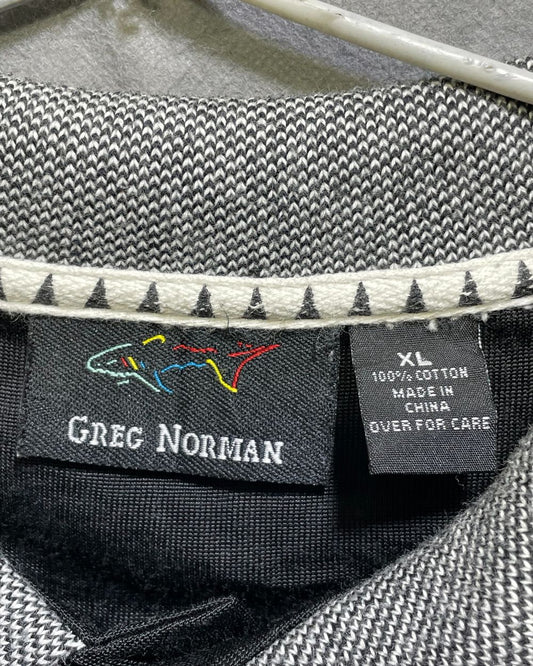 GREG NORMAN
XL
100% COTTON
MADE IN
CHINA
OVER FOR CARE